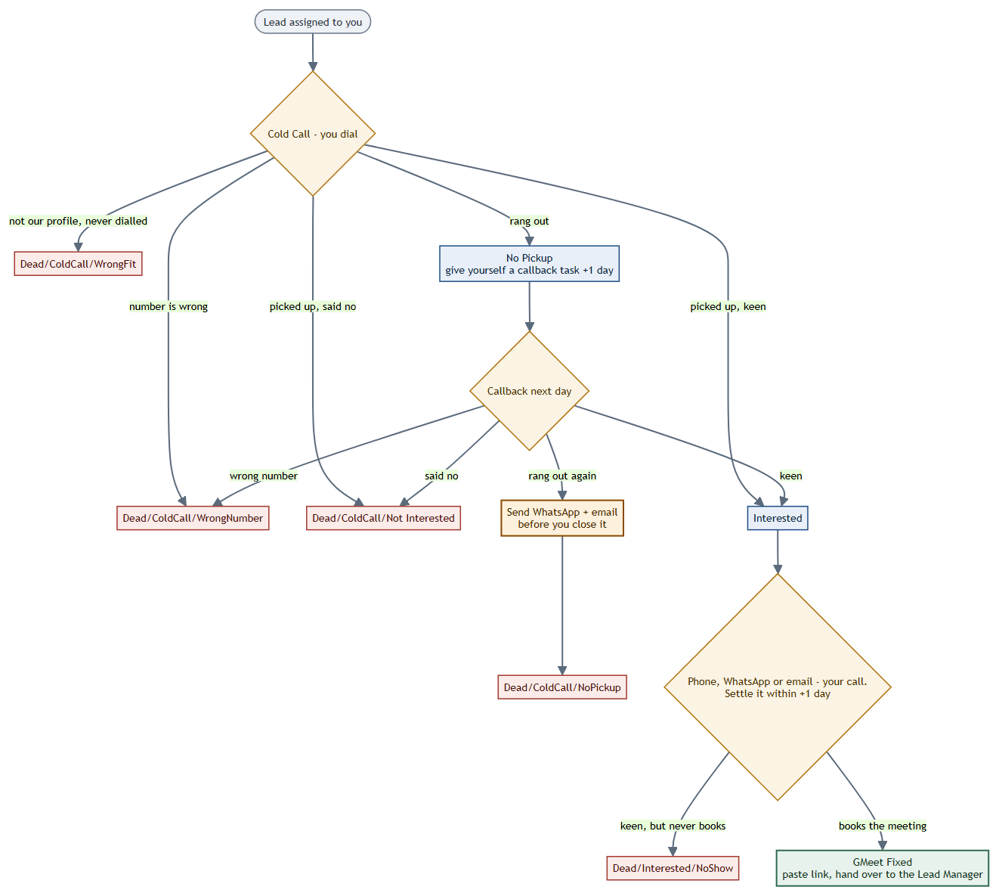 Lead assigned to you
Cold Call - you dial
not our profile, never dialled
rang out
Dead/ColdCall/WrongFit
No Pickup
give yourself a callback task +1 day
number is wrong
picked up, said no
picked up, keen
Callback next day
wrong number
said no
rang out again
keen
Dead/ColdCall/WrongNumber
Dead/ColdCall/Not Interested
Send WhatsApp + email
before you close it
Interested
Dead/ColdCall/NoPickup
Phone, WhatsApp or email - your call.
Settle it within +1 day
keen, but never books
books the meeting
Dead/Interested/NoShow
GMeet Fixed
paste link, hand over to the Lead Manager